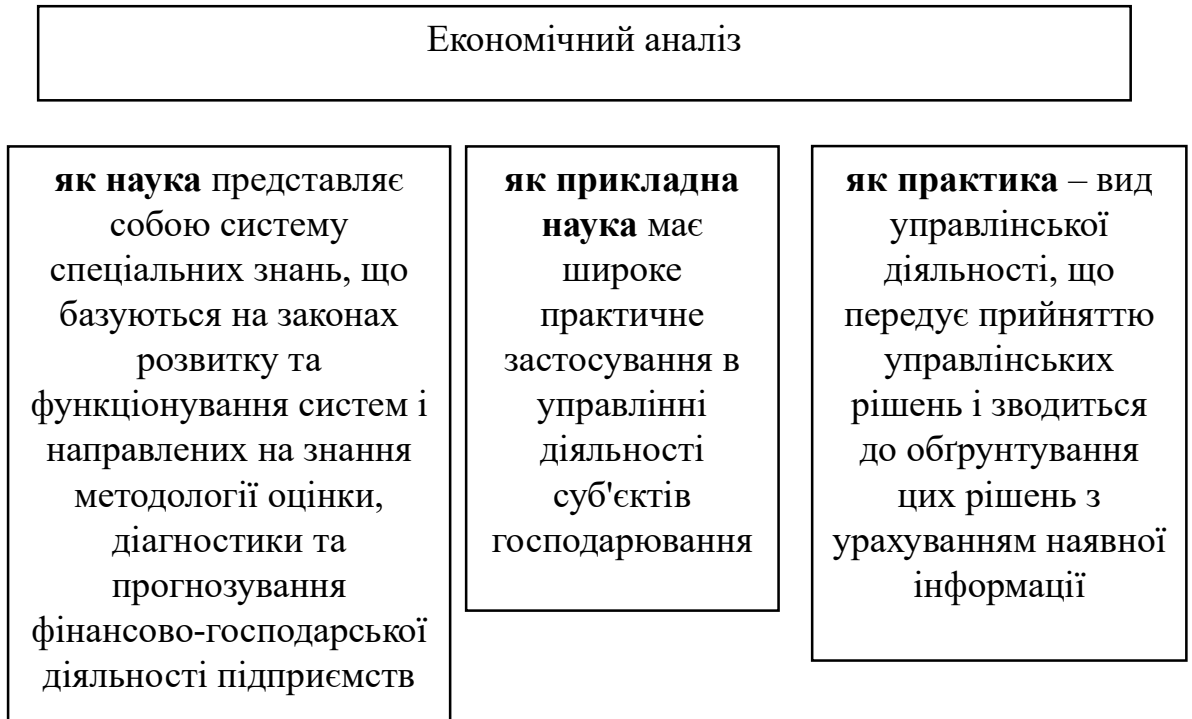 Економічний аналіз
як наука представляє
собою систему
спеціальних знань, що
базуються на законах
розвитку та
функціонування систем і
направлених на знання
методології оцінки,
діагностики та
прогнозування
фінансово-господарської
діяльності підприємств
як прикладна
наука має
широке
практичне
застосування в
управлінні
діяльності
суб'єктів
господарювання
як практика – вид
управлінської
діяльності, що
передує прийняттю
управлінських
рішень і зводиться
до обґрунтування
цих рішень з
урахуванням наявної
інформації